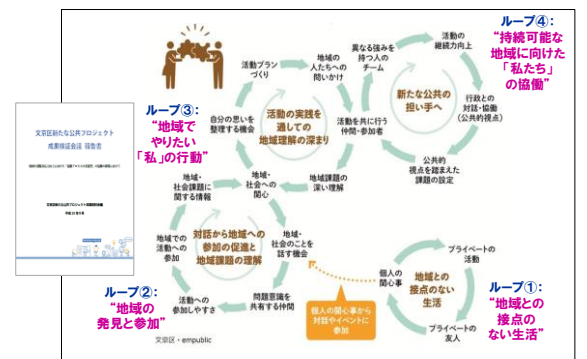 ループ④：
“持続可能な
地域に向けた
「私たち」
の協働”
異なる強みを
持つ人の
チーム
活動の
継続力向上
新たな公共の
担い手へ
行政との
対話・協働
（公共的視点）
公共的
視点を踏まえた
課題の設定
活動を共に行う
仲間・参加者
地域の
人たちへの
問いかけ
活動プラン
づくり
自分の思いを
整理する機会
活動の実践を
通しての
地域理解の深まり
地域課題の
深い理解
地域・
社会への
関心
ループ③：
“地域で
やりたい
「私」の行動”
文京区新たな公共プロジェクト
成果検証会議 報告書
地域・
社会課題に
関する情報
地域での
活動への
参加
対話から地域への
参加の促進と
地域課題の理解
地域・
社会のことを
話す機会
問題意識を
共有する仲間
活動への
参加しやすさ
ループ②：
“地域の
発見と参加”
文京区・empublic
個人の関心事から
対話やイベントに
参加
個人の
関心事
プライベートの
活動
地域との
接点のない
生活
プライベートの
友人
ループ①：
“地域との
接点の
ない生活”